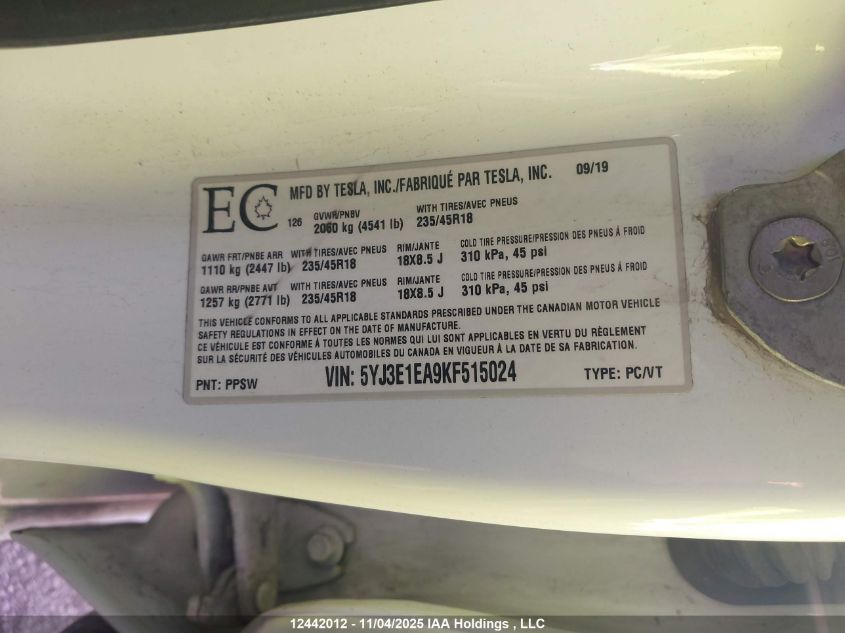 EC MFD BY TESLA, INC./FABRIQUÉ PAR TESLA, INC. 09/19
126 GVWR/PNBV WITH TIRES/AVEC PNEUS
2060 kg (4541 lb) 235/45R18
GAWR FRT/PNBE ARR WITH TIRES/AVEC PNEUS RIM/JANTE COLD TIRE PRESSURE/PRESSION DES PNEUS À FROID
1110 kg (2447 lb) 235/45R18 18X8.5 J 310 kPa, 45 psi
GAWR RR/PNBE AVT WITH TIRES/AVEC PNEUS RIM/JANTE COLD TIRE PRESSURE/PRESSION DES PNEUS À FROID
1257 kg (2771 lb) 235/45R18 18X8.5 J 310 kPa, 45 psi
THIS VEHICLE CONFORMS TO ALL APPLICABLE STANDARDS PRESCRIBED UNDER THE CANADIAN MOTOR VEHICLE
SAFETY REGULATIONS IN EFFECT ON THE DATE OF MANUFACTURE.
CE VÉHICULE EST CONFORME À TOUTES LES NORMES QUI LUI SONT APPLICABLES EN VERTU DU RÈGLEMENT
SUR LA SÉCURITÉ DES VÉHICULES AUTOMOBILES DU CANADA EN VIGUEUR À LA DATE DE SA FABRICATION.
PNT: PPSW VIN: 5YJ3E1EA9KF515024 TYPE: PC/VT
12442012 - 11/04/2025 IAA Holdings , LLC